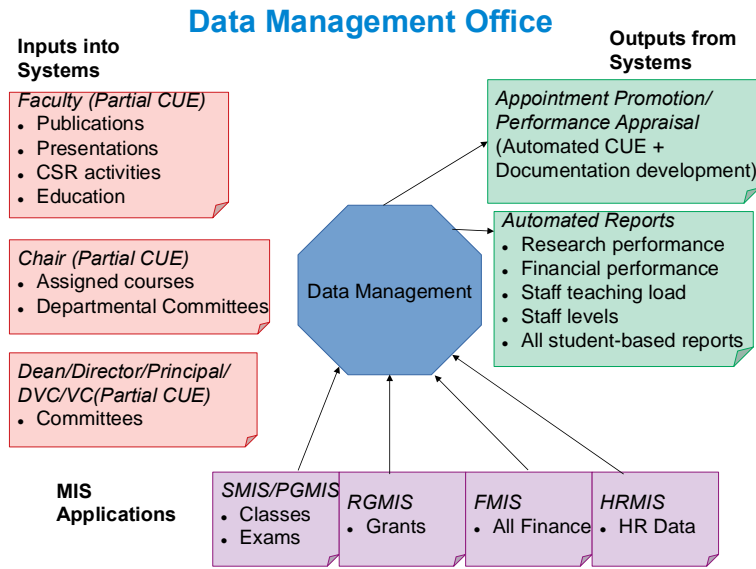 Data Management Office
Inputs into
Systems
Faculty (Partial CUE)
• Publications
• Presentations
• CSR activities
• Education
Chair (Partial CUE)
• Assigned courses
• Departmental Committees
Dean/Director/Principal/
DVC/VC(Partial CUE)
• Committees
Data Management
Outputs from
Systems
Appointment Promotion/
Performance Appraisal
(Automated CUE +
Documentation development)
Automated Reports
• Research performance
• Financial performance
• Staff teaching load
• Staff levels
• All student-based reports
MIS
Applications
SMIS/PGMIS
• Classes
• Exams
RGMIS
• Grants
FMIS
• All Finance
HRMIS
• HR Data